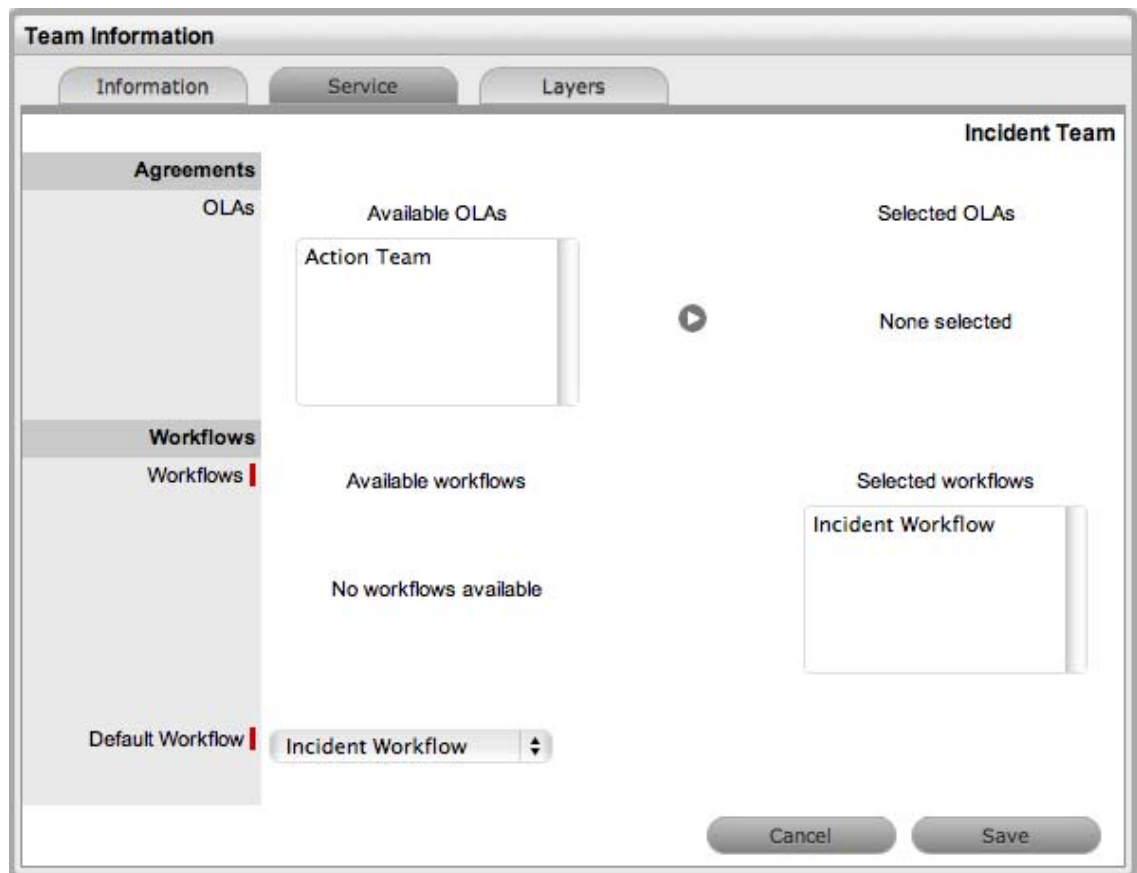 Team Information
Information Service Layers
Incident Team
Agreements
OLAs Available OLAs Selected OLAs
Action Team
None selected
Workflows
Workflows Available workflows Selected workflows
Incident Workflow
No workflows available
Default Workflow Incident Workflow
Cancel Save